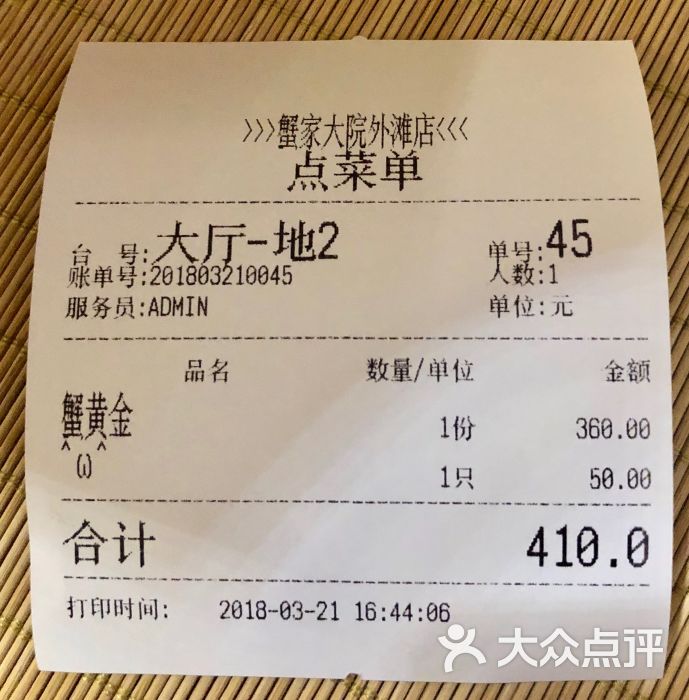 >>>蟹家大院外滩店<<<
点菜单
台 号:大厅-地2 单号:45
账单号:201803210045 人数:1
服务员:ADMIN 单位:元
品名 数量/单位 金额
蟹黄金 1份 360.00
^ω^ 1只 50.00
合计 410.0
打印时间: 2018-03-21 16:44:06
大众点评